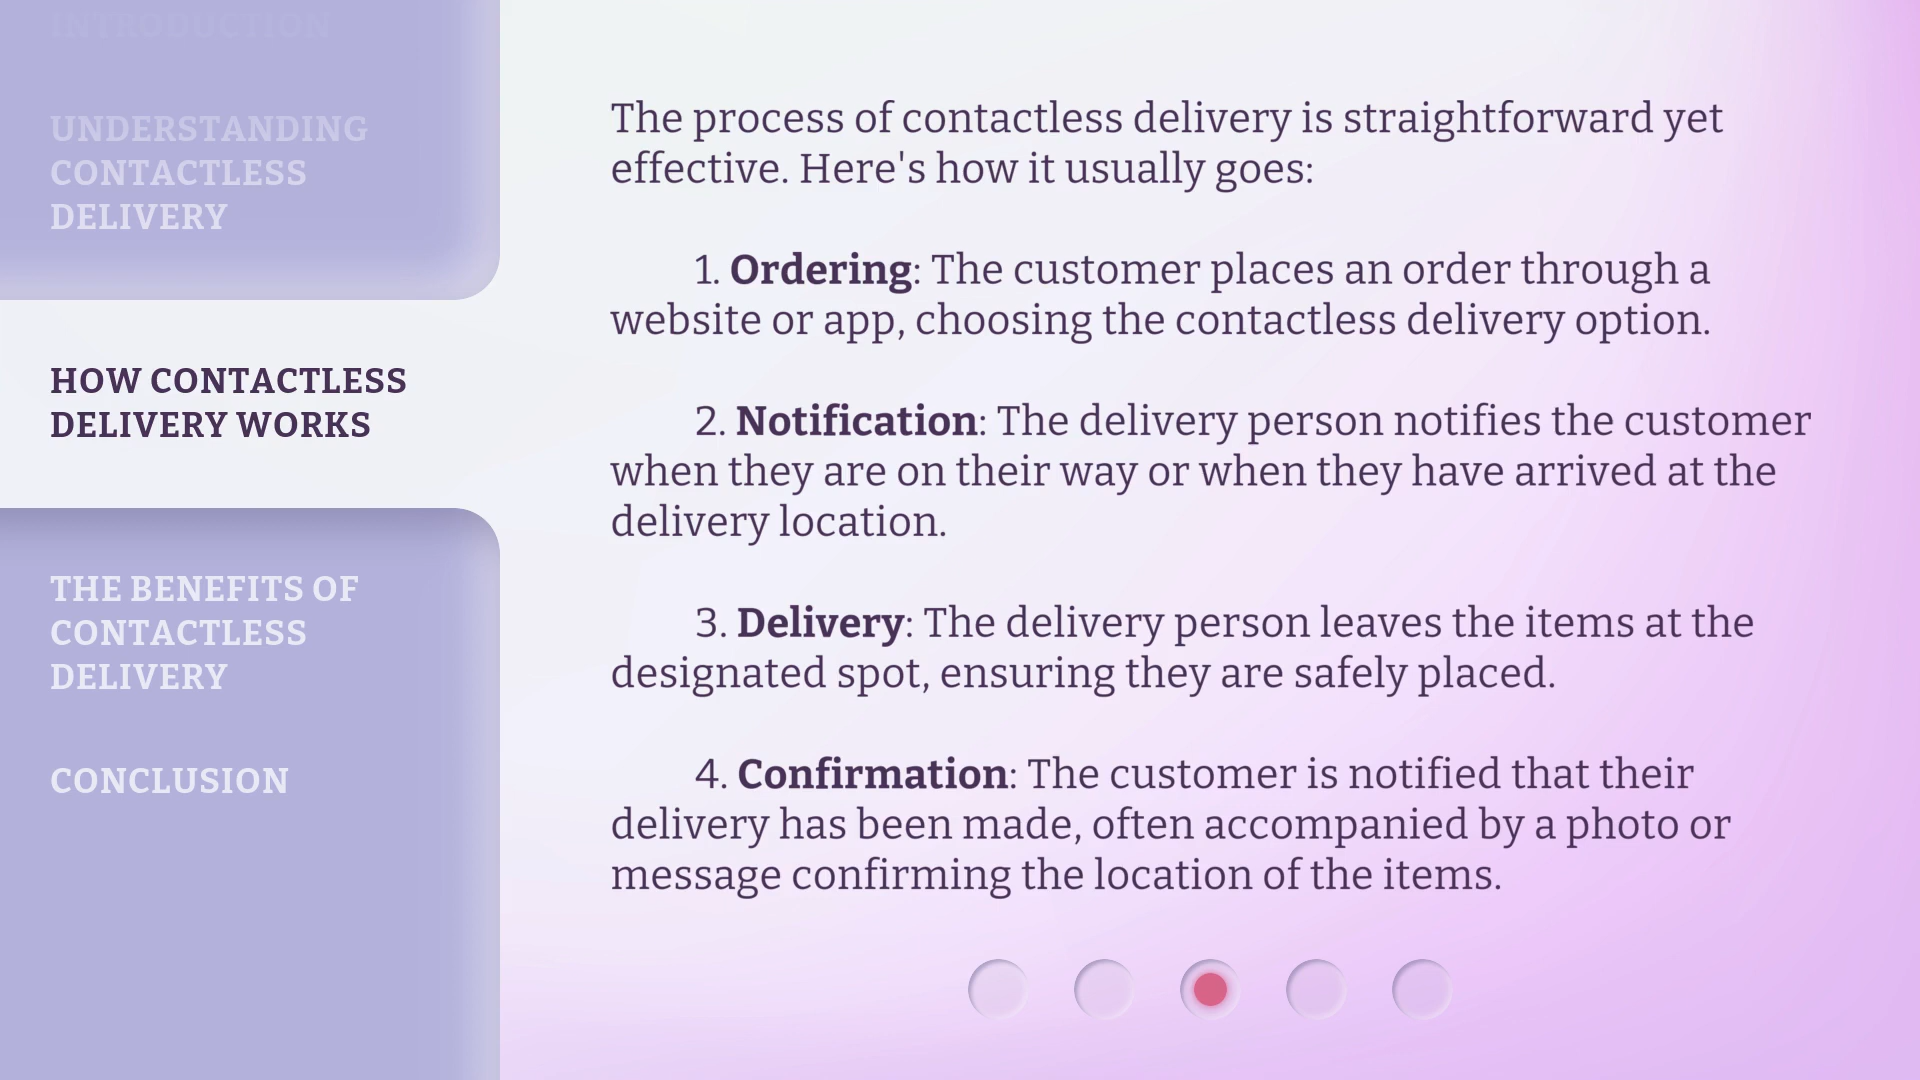 INTRODUCTION
UNDERSTANDING
CONTACTLESS
DELIVERY
HOW CONTACTLESS
DELIVERY WORKS
THE BENEFITS OF
CONTACTLESS
DELIVERY
CONCLUSION
The process of contactless delivery is straightforward yet
effective. Here's how it usually goes:
1. Ordering: The customer places an order through a
website or app, choosing the contactless delivery option.
2. Notification: The delivery person notifies the customer
when they are on their way or when they have arrived at the
delivery location.
3. Delivery: The delivery person leaves the items at the
designated spot, ensuring they are safely placed.
4. Confirmation: The customer is notified that their
delivery has been made, often accompanied by a photo or
message confirming the location of the items.